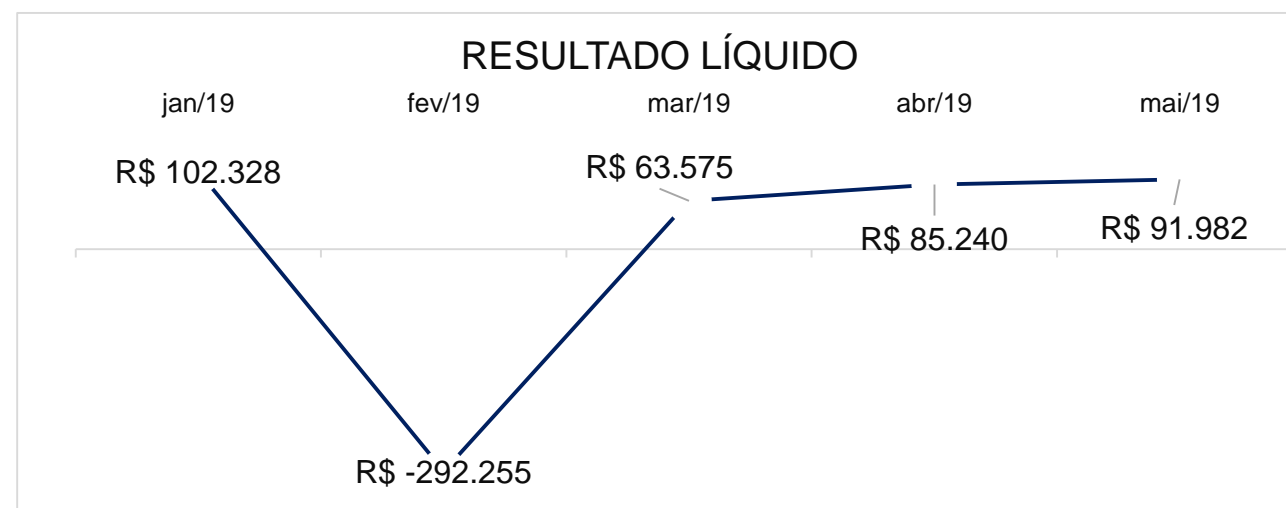 RESULTADO LÍQUIDO
jan/19 fev/19 mar/19 abr/19 mai/19
R$ 102.328
R$ 63.575
R$ 85.240
R$ 91.982
R$ -292.255